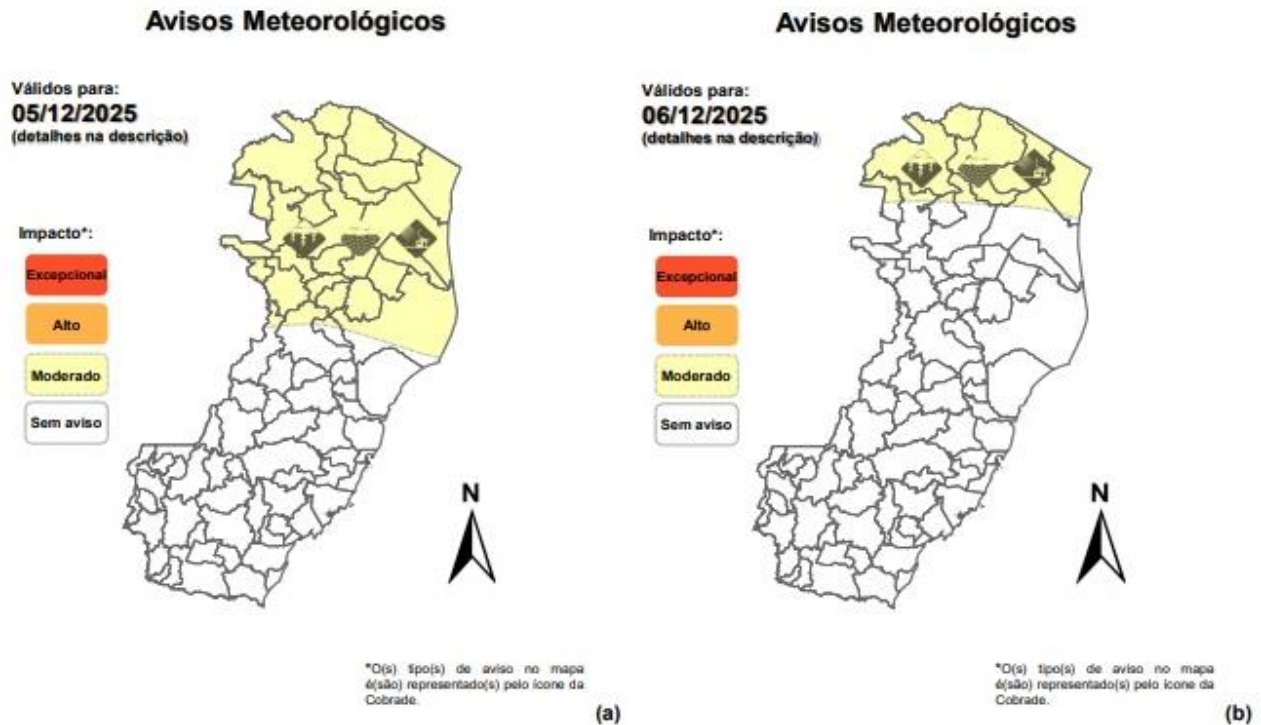 Avisos Meteorológicos
Válidos para:
05/12/2025
(detalhes na descrição)
Impacto*:
Excepcional
Alto
Moderado
Sem aviso
N
*O(s) tipo(s) de aviso no mapa
é(são) representado(s) pelo ícone da
Cobrade.
(a)
Avisos Meteorológicos
Válidos para:
06/12/2025
(detalhes na descrição)
Impacto*:
Excepcional
Alto
Moderado
Sem aviso
N
*O(s) tipo(s) de aviso no mapa
é(são) representado(s) pelo ícone da
Cobrade.
(b)